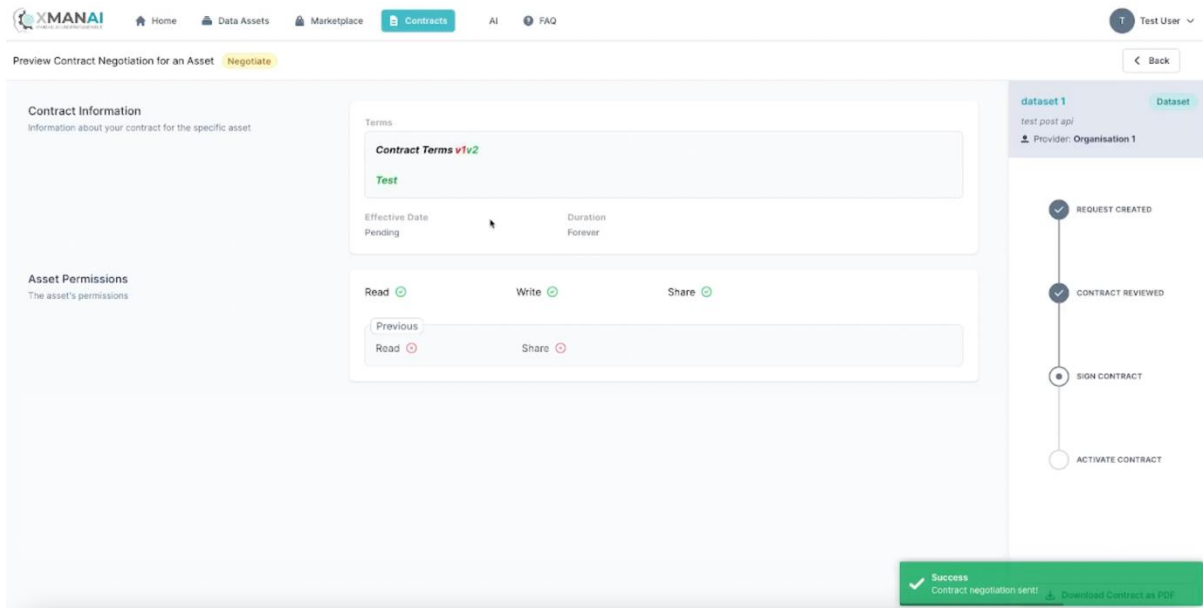 XMANAI
Home
Data Assets
Marketplace
Contracts
AI
FAQ
T
Test User
Preview Contract Negotiation for an Asset
Negotiate
Back
Contract Information
Information about your contract for the specific asset
Terms
Contract Terms v1v2
Test
Effective Date
Duration
Pending
Forever
Asset Permissions
The asset's permissions
Read
Write
Share
Previous
Read
Share
dataset 1
Dataset
test post api
Provider: Organisation 1
REQUEST CREATED
CONTRACT REVIEWED
SIGN CONTRACT
ACTIVATE CONTRACT
Success
Contract negotiation sent!
Download Contract as PDF